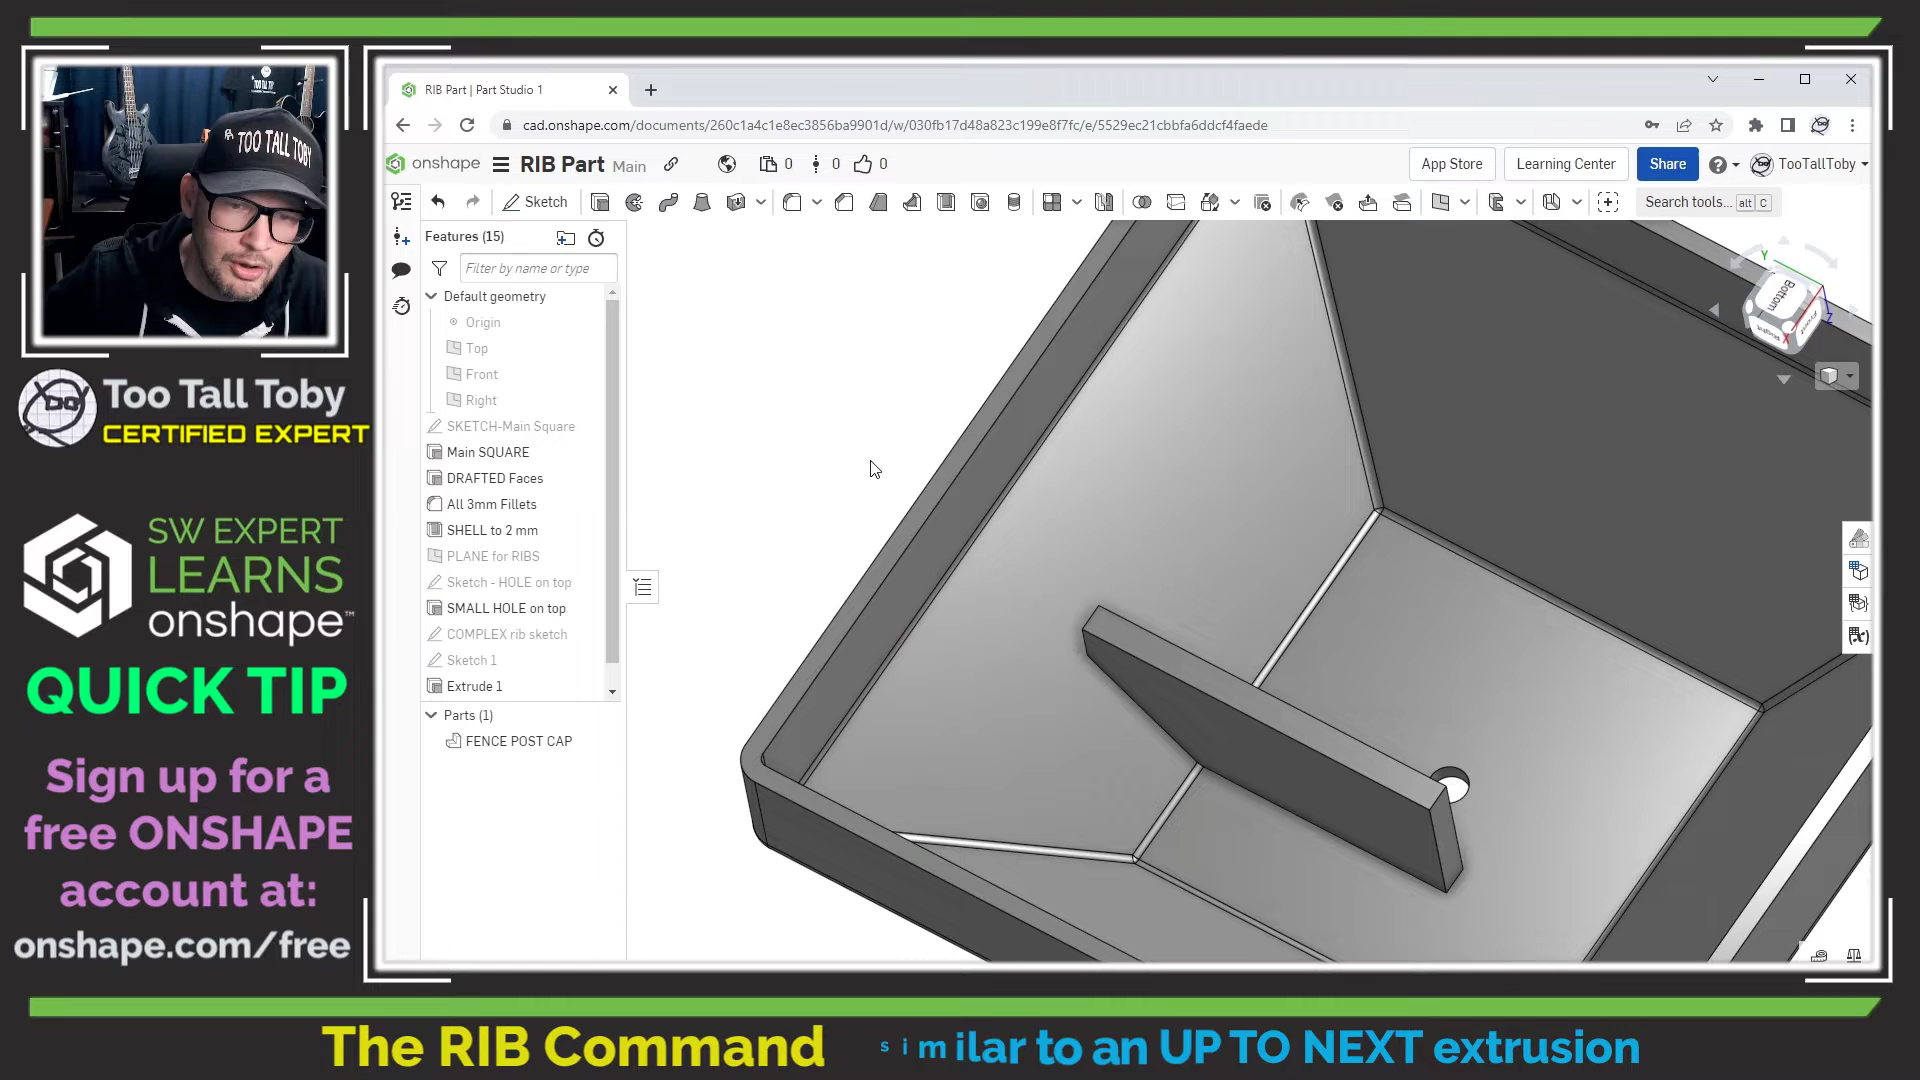 TOO TALL TOBY
Too Tall Toby
CERTIFIED EXPERT
SW EXPERT
LEARNS
onshape™
QUICK TIP
Sign up for a
free ONSHAPE
account at:
onshape.com/free
RIB Part | Part Studio 1
cad.onshape.com/documents/260c1a4c1e8ec3856ba9901d/w/030fb17d48a823c199e8f7fc/e/5529ec21cbbfa6ddcf4faede
onshape RIB Part Main 0 0 0 App Store Learning Center Share TooTallToby
Sketch Search tools... alt C
Features (15)
Filter by name or type
Default geometry
Origin
Top
Front
Right
SKETCH-Main Square
Main SQUARE
DRAFTED Faces
All 3mm Fillets
SHELL to 2 mm
PLANE for RIBS
Sketch - HOLE on top
SMALL HOLE on top
COMPLEX rib sketch
Sketch 1
Extrude 1
Parts (1)
FENCE POST CAP
Y
Bottom
Front
Right
Z
X
The RIB Command similar to an UP TO NEXT extrusion